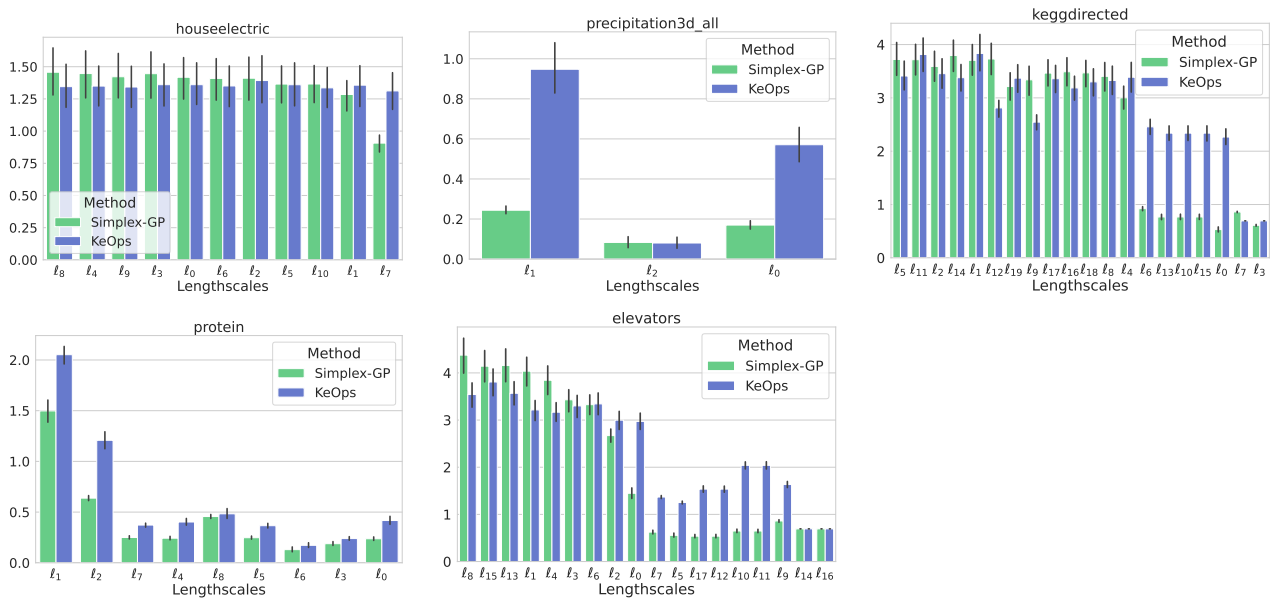 houseelectric
1.50
1.25
1.00
0.75
0.50
0.25
0.00
Method
Simplex-GP
KeOps
ℓ8 ℓ4 ℓ9 ℓ3 ℓ0 ℓ6 ℓ2 ℓ5 ℓ10 ℓ1 ℓ7
Lengthscales
precipitation3d_all
1.0
0.8
0.6
0.4
0.2
0.0
Method
Simplex-GP
KeOps
ℓ1 ℓ2 ℓ0
Lengthscales
keggdirected
4
3
2
1
0
Method
Simplex-GP
KeOps
ℓ5 ℓ11 ℓ2 ℓ14 ℓ1 ℓ12 ℓ19 ℓ9 ℓ17 ℓ16 ℓ18 ℓ8 ℓ4 ℓ6 ℓ13 ℓ10 ℓ15 ℓ0 ℓ7 ℓ3
Lengthscales
protein
2.0
1.5
1.0
0.5
0.0
Method
Simplex-GP
KeOps
ℓ1 ℓ2 ℓ7 ℓ4 ℓ8 ℓ5 ℓ6 ℓ3 ℓ0
Lengthscales
elevators
4
3
2
1
0
Method
Simplex-GP
KeOps
ℓ8 ℓ15 ℓ13 ℓ1 ℓ4 ℓ3 ℓ6 ℓ2 ℓ0 ℓ7 ℓ5 ℓ17 ℓ12 ℓ10 ℓ11 ℓ9 ℓ14 ℓ16
Lengthscales